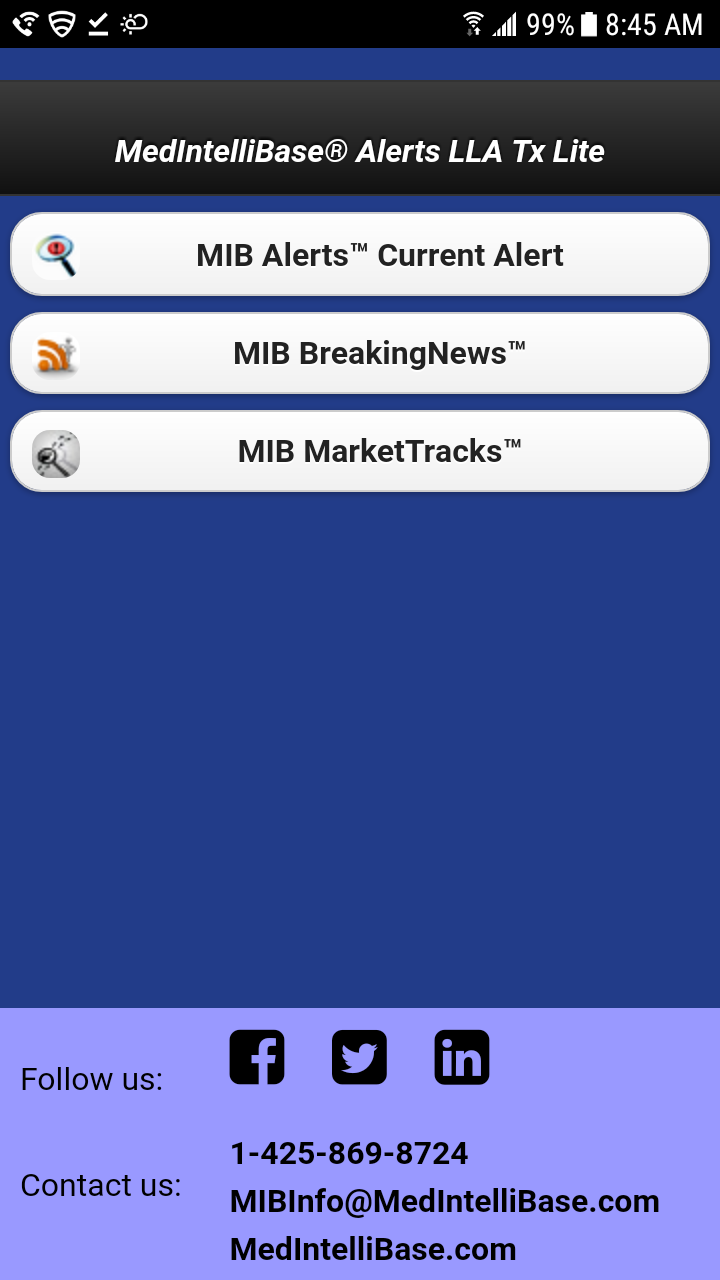 99% 8:45 AM
MedIntelliBase® Alerts LLA Tx Lite
MIB Alerts™ Current Alert
MIB BreakingNews™
MIB MarketTracks™
Follow us:
Contact us:
1-425-869-8724
MIBInfo@MedIntelliBase.com
MedIntelliBase.com